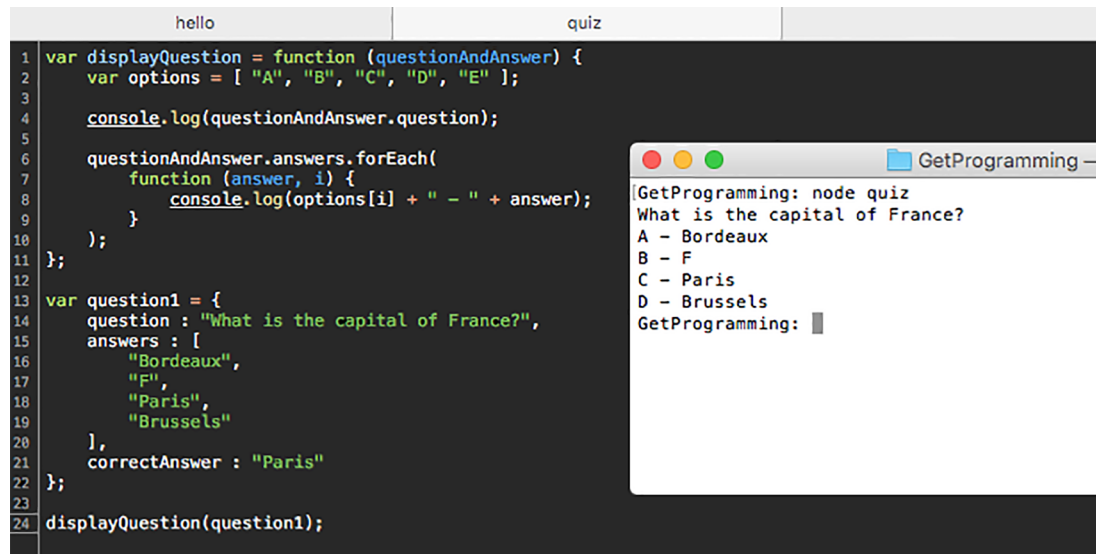 hello
quiz
1 var displayQuestion = function (questionAndAnswer) {
2     var options = [ "A", "B", "C", "D", "E" ];
3
4     console.log(questionAndAnswer.question);
5
6     questionAndAnswer.answers.forEach(
7         function (answer, i) {
8             console.log(options[i] + " – " + answer);
9         }
10     );
11 };
12
13 var question1 = {
14     question : "What is the capital of France?",
15     answers : [
16         "Bordeaux",
17         "F",
18         "Paris",
19         "Brussels"
20     ],
21     correctAnswer : "Paris"
22 };
23
24 displayQuestion(question1);
GetProgramming —
[GetProgramming: node quiz
What is the capital of France?
A – Bordeaux
B – F
C – Paris
D – Brussels
GetProgramming: